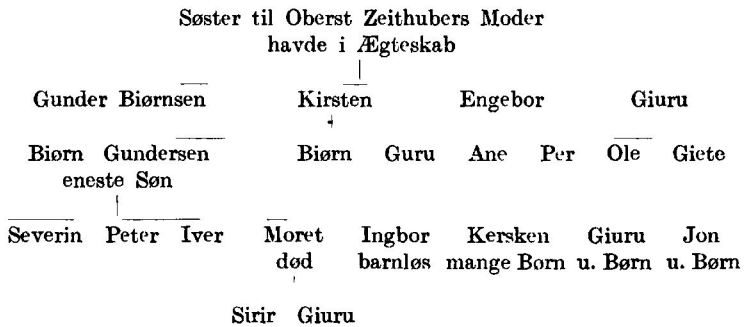 Søster til Oberst Zeithubers Moder
havde i Ægteskab
Gunder Biørnsen Kirsten Engebor Giuru
Biørn Gundersen Biørn Guru Ane Per Ole Giete
eneste Søn
Severin Peter Iver Moret Ingbor Kersken Giuru Jon
død barnløs mange Børn u. Børn u. Børn
Sirir Giuru